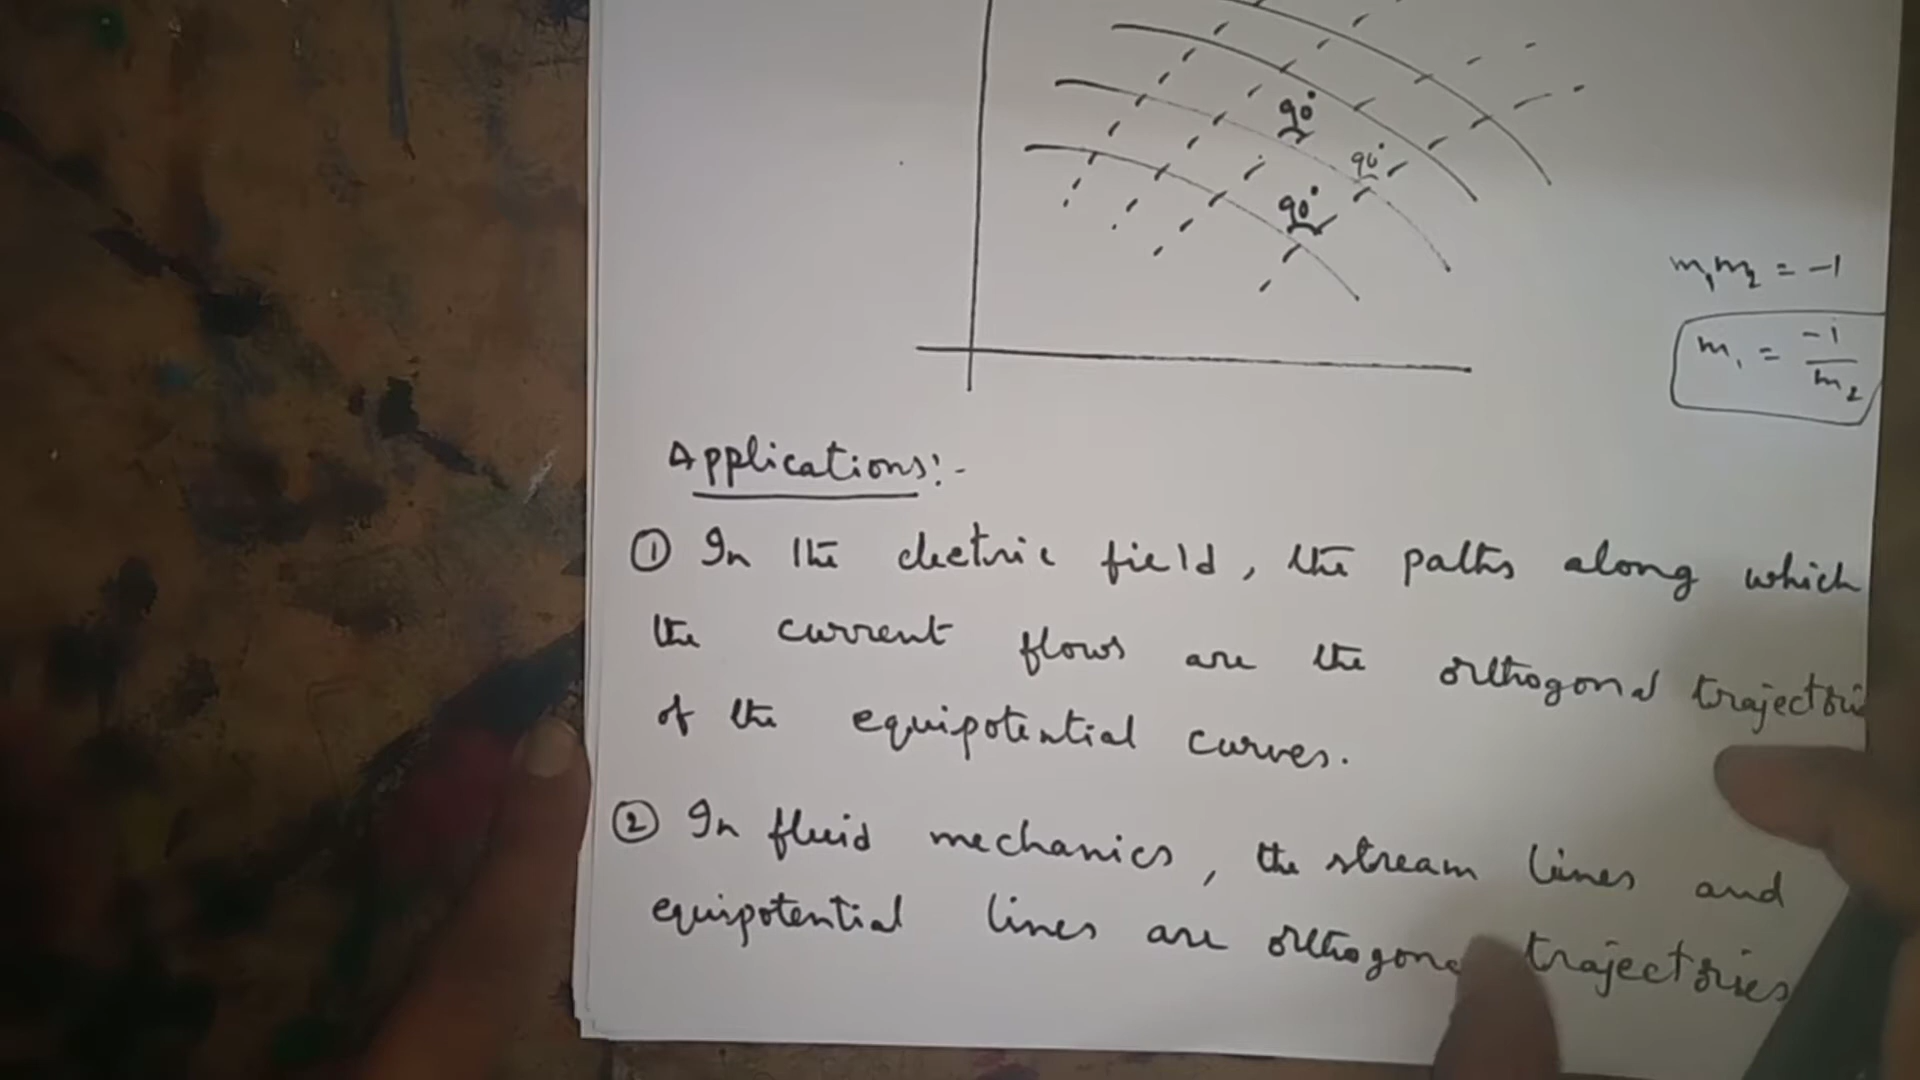 90°
90°
90°
m₁m₂ = -1
m₁ = -1/m₂
Applications:-
① In the electric field, the paths along which
the current flows are the orthogonal trajectorie
of the equipotential curves.
② In fluid mechanics, the stream lines and
equipotential lines are orthogona trajectories